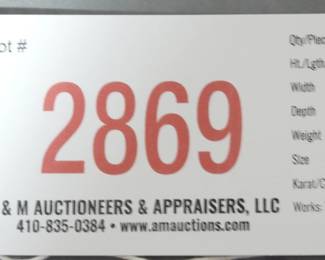 ot #
2869
& M AUCTIONEERS & APPRAISERS, LLC
410-835-0384 • www.amauctions.com
Qty/Piec
Ht./Lgth
Width
Depth
Weight
Size
Karat/C
Works: